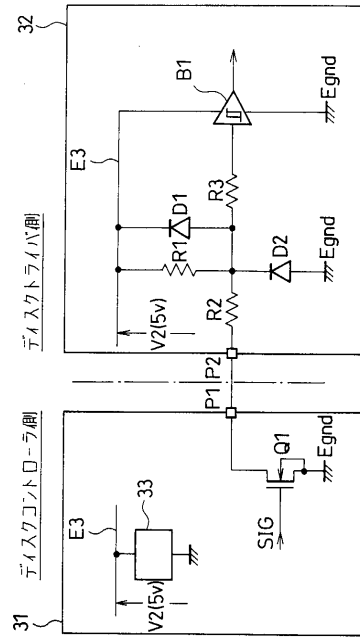 ディスクコントローラ側
31
E3
V2(5v)
33
SIG
Q1
Egnd
P1
ディスクドライバ側
32
P2
E3
V2(5v)
R1
D1
R2
R3
D2
B1
Egnd
Egnd